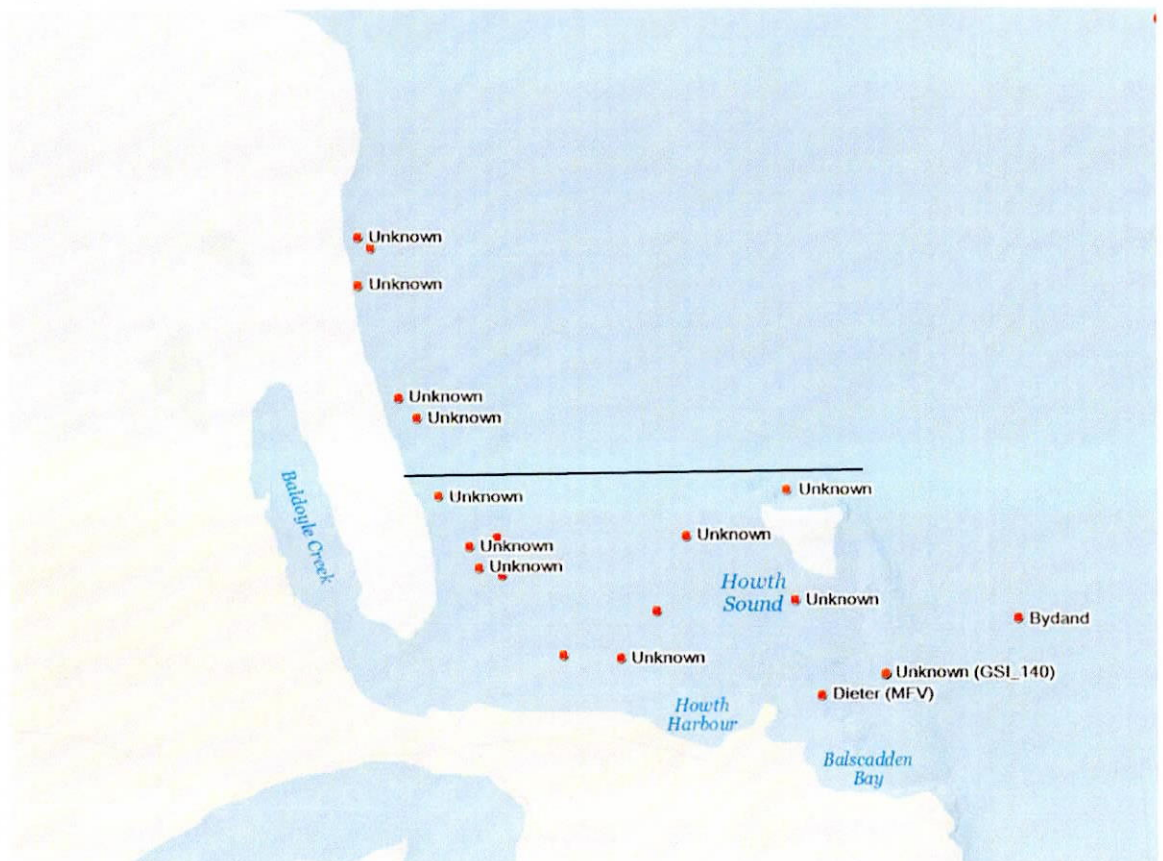 Unknown
Unknown
Unknown
Unknown
Unknown
Unknown
Baldoyle Creek
Unknown
Unknown
Unknown
Howth
Sound
Unknown
Bydand
Unknown
Unknown (GSI_140)
Dieter (MFV)
Howth
Harbour
Balscadden
Bay